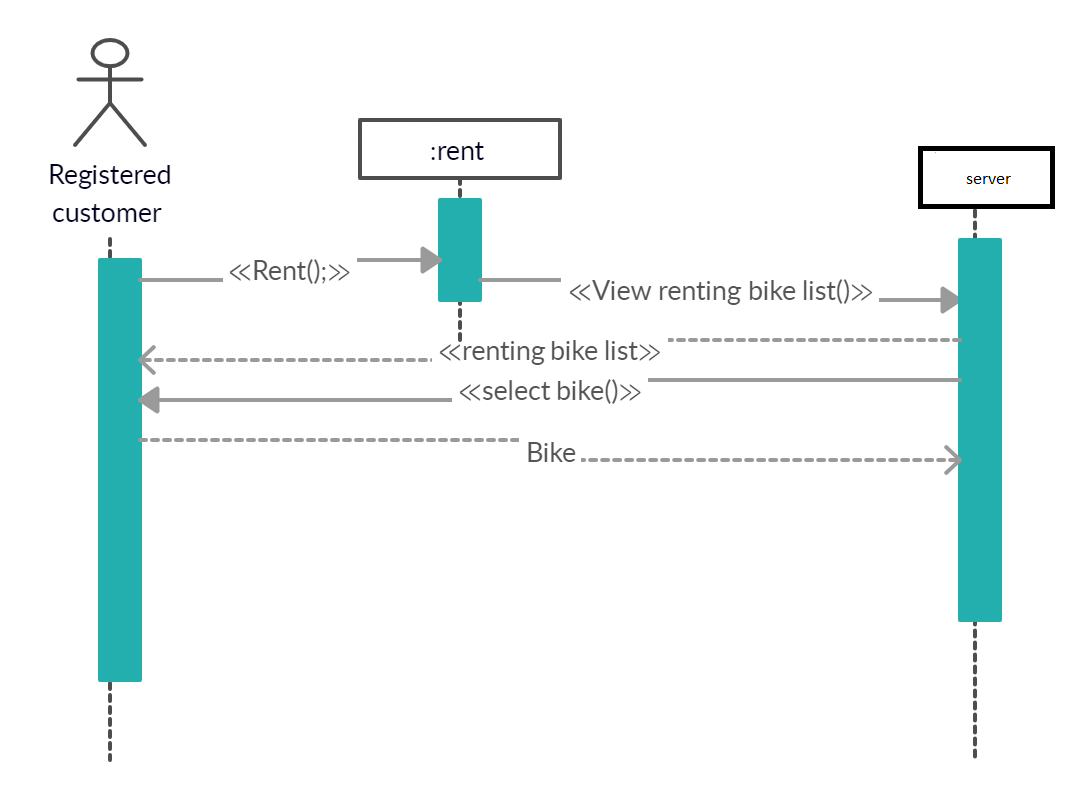 Registered
customer
:rent
server
≪Rent();≫
≪View renting bike list()≫
≪renting bike list≫
≪select bike()≫
Bike